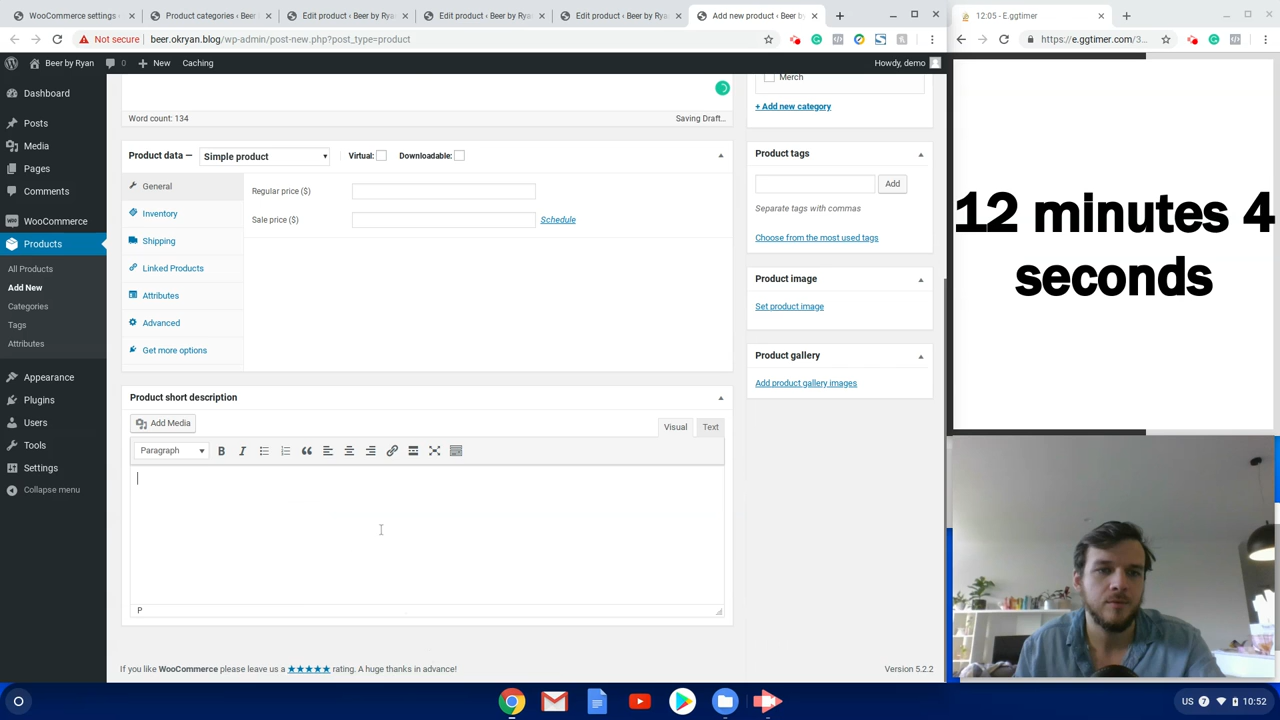 WooCommerce settings ‹
Product categories ‹ Be
Edit product ‹ Beer by Ry
Edit product ‹ Beer by Ry
Edit product ‹ Beer by Ry
Add new product ‹ Beer by
12:05 - E.ggtimer
Not secure
beer.okryan.blog/wp-admin/post-new.php?post_type=product
https://e.ggtimer.com/3...
Beer by Ryan
0
New
Caching
Howdy, demo
Dashboard
Posts
Media
Pages
Comments
WooCommerce
Products
All Products
Add New
Categories
Tags
Attributes
Appearance
Plugins
Users
Tools
Settings
Collapse menu
Word count: 134
Saving Draft...
Product data —
Simple product
Virtual:
Downloadable:
General
Inventory
Shipping
Linked Products
Attributes
Advanced
Get more options
Regular price ($)
Sale price ($)
Schedule
Product short description
Add Media
Visual
Text
Paragraph
B
I
P
If you like WooCommerce please leave us a ★★★★★ rating. A huge thanks in advance!
Version 5.2.2
Merch
+ Add new category
Product tags
Add
Separate tags with commas
Choose from the most used tags
Product image
Set product image
Product gallery
Add product gallery images
12 minutes 4
seconds
US
7
10:52